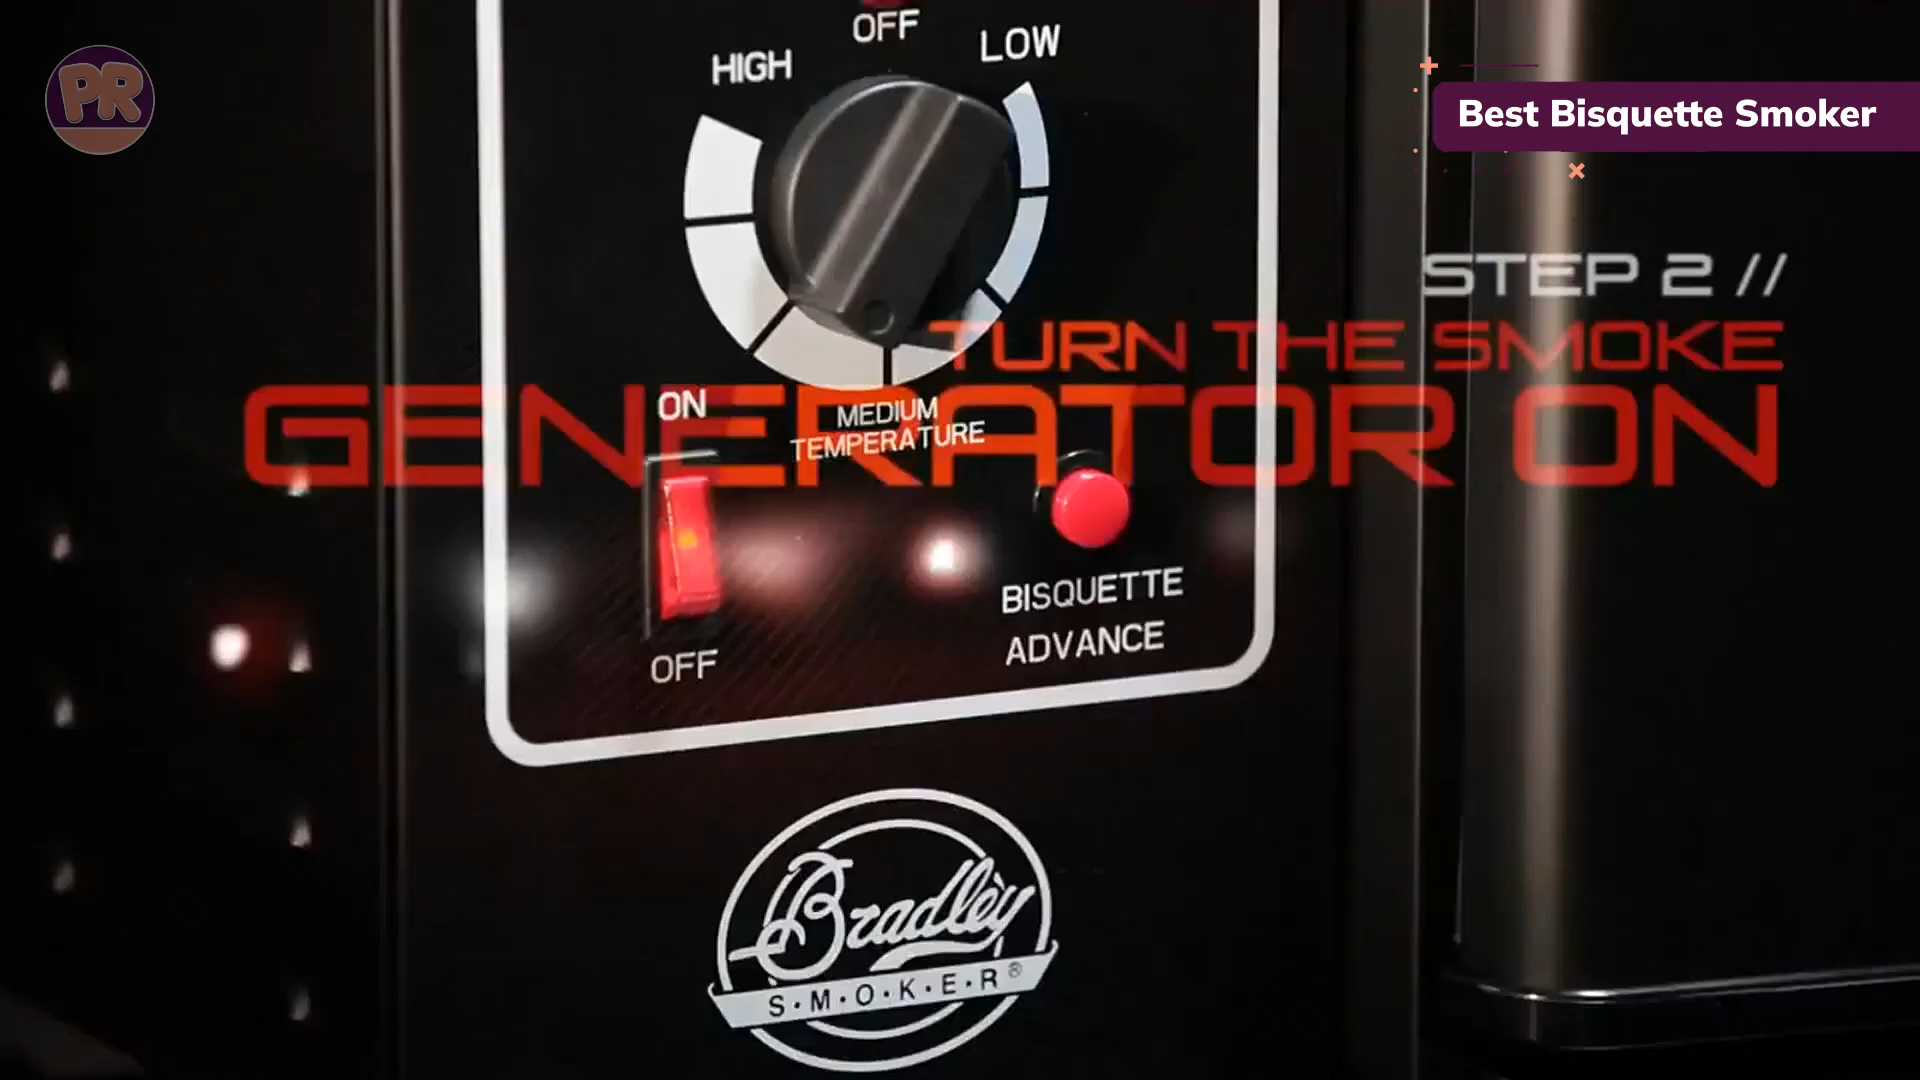 PR
Best Bisquette Smoker
OFF
HIGH
LOW
STEP 2 //
TURN THE SMOKE
GENERATOR ON
ON
MEDIUM
TEMPERATURE
OFF
BISQUETTE
ADVANCE
Bradley
S·M·O·K·E·R®